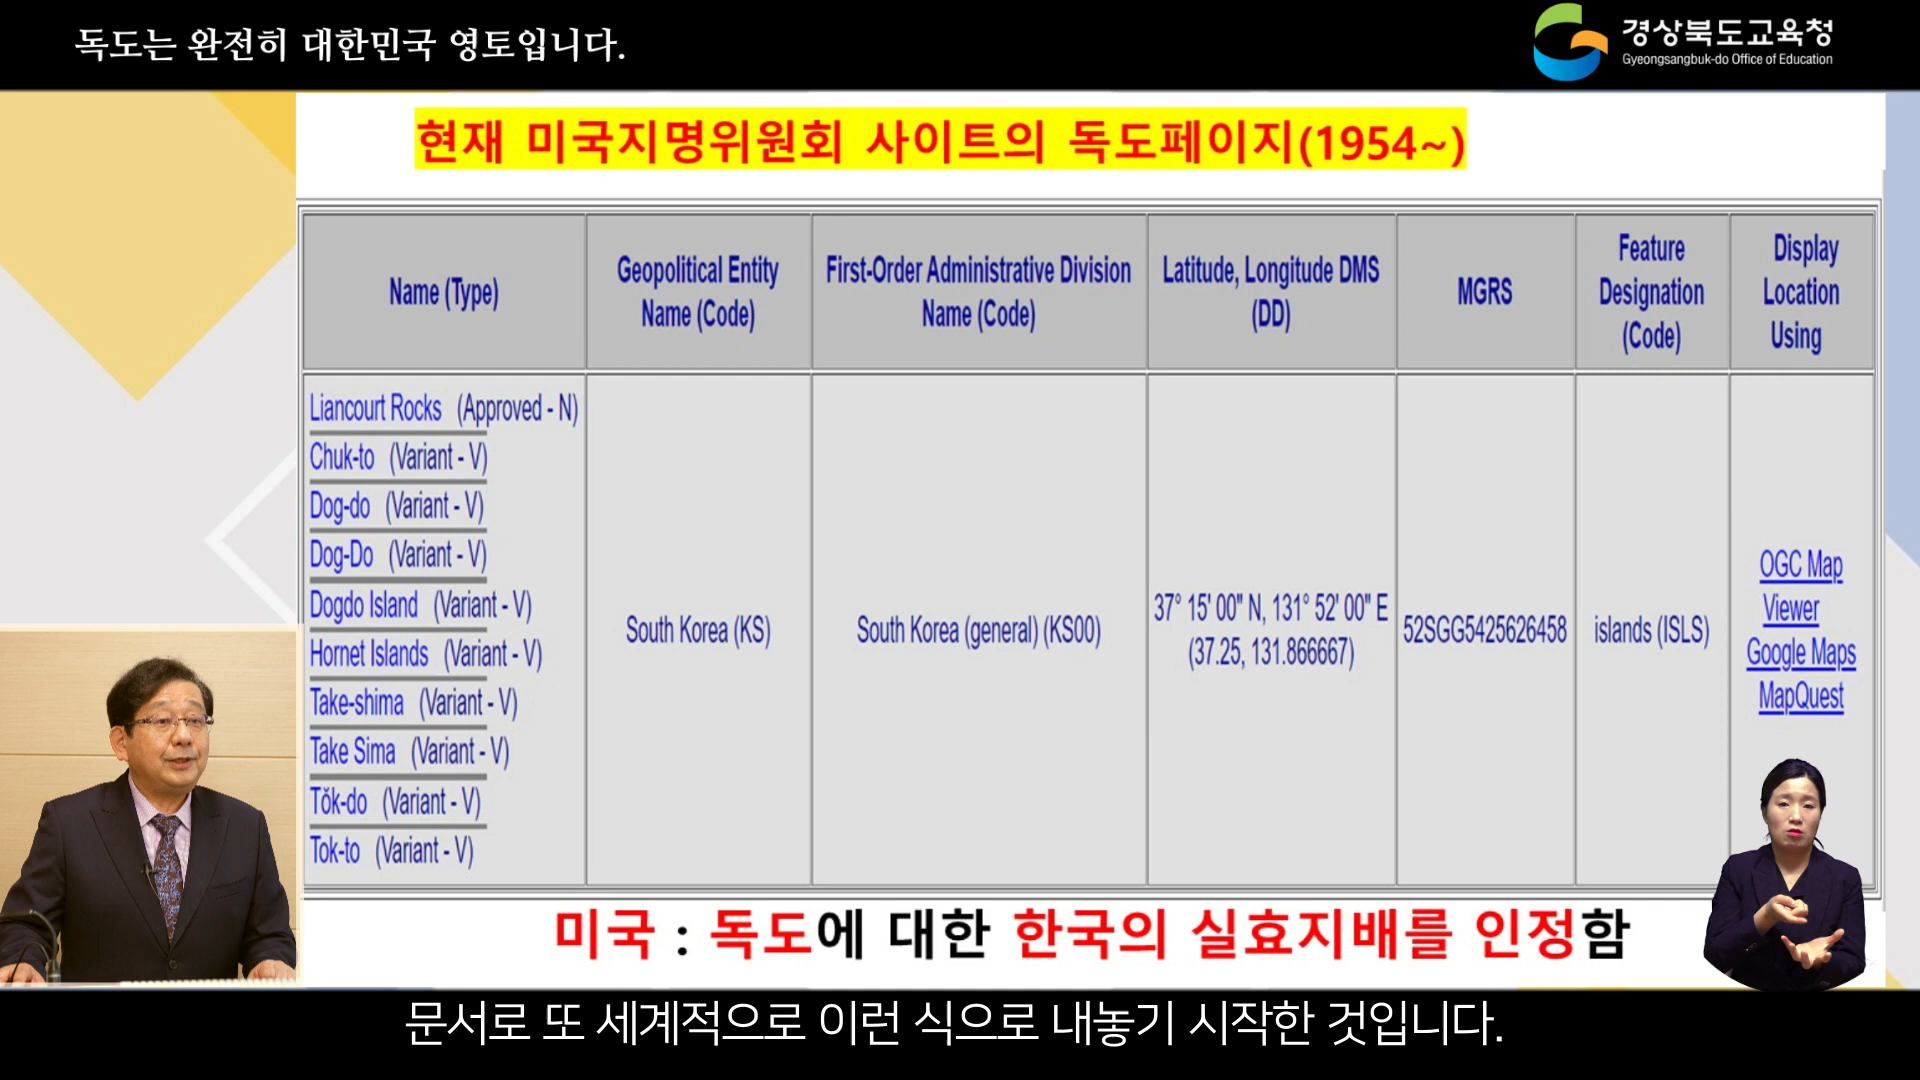 독도는 완전히 대한민국 영토입니다.
경상북도교육청
Gyeongsangbuk-do Office of Education
현재 미국지명위원회 사이트의 독도페이지(1954~)
Name (Type)
Geopolitical Entity
Name (Code)
First-Order Administrative Division
Name (Code)
Latitude, Longitude DMS
(DD)
MGRS
Feature
Designation
(Code)
Display
Location
Using
Liancourt Rocks (Approved - N)
Chuk-to (Variant - V)
Dog-do (Variant - V)
Dog-Do (Variant - V)
Dogdo Island (Variant - V)
Hornet Islands (Variant - V)
Take-shima (Variant - V)
Take Sima (Variant - V)
Tŏk-do (Variant - V)
Tok-to (Variant - V)
South Korea (KS)
South Korea (general) (KS00)
37° 15' 00" N, 131° 52' 00" E
(37.25, 131.866667)
52SGG5425626458
islands (ISLS)
OGC Map
Viewer
Google Maps
MapQuest
미국 : 독도에 대한 한국의 실효지배를 인정함
문서로 또 세계적으로 이런 식으로 내놓기 시작한 것입니다.